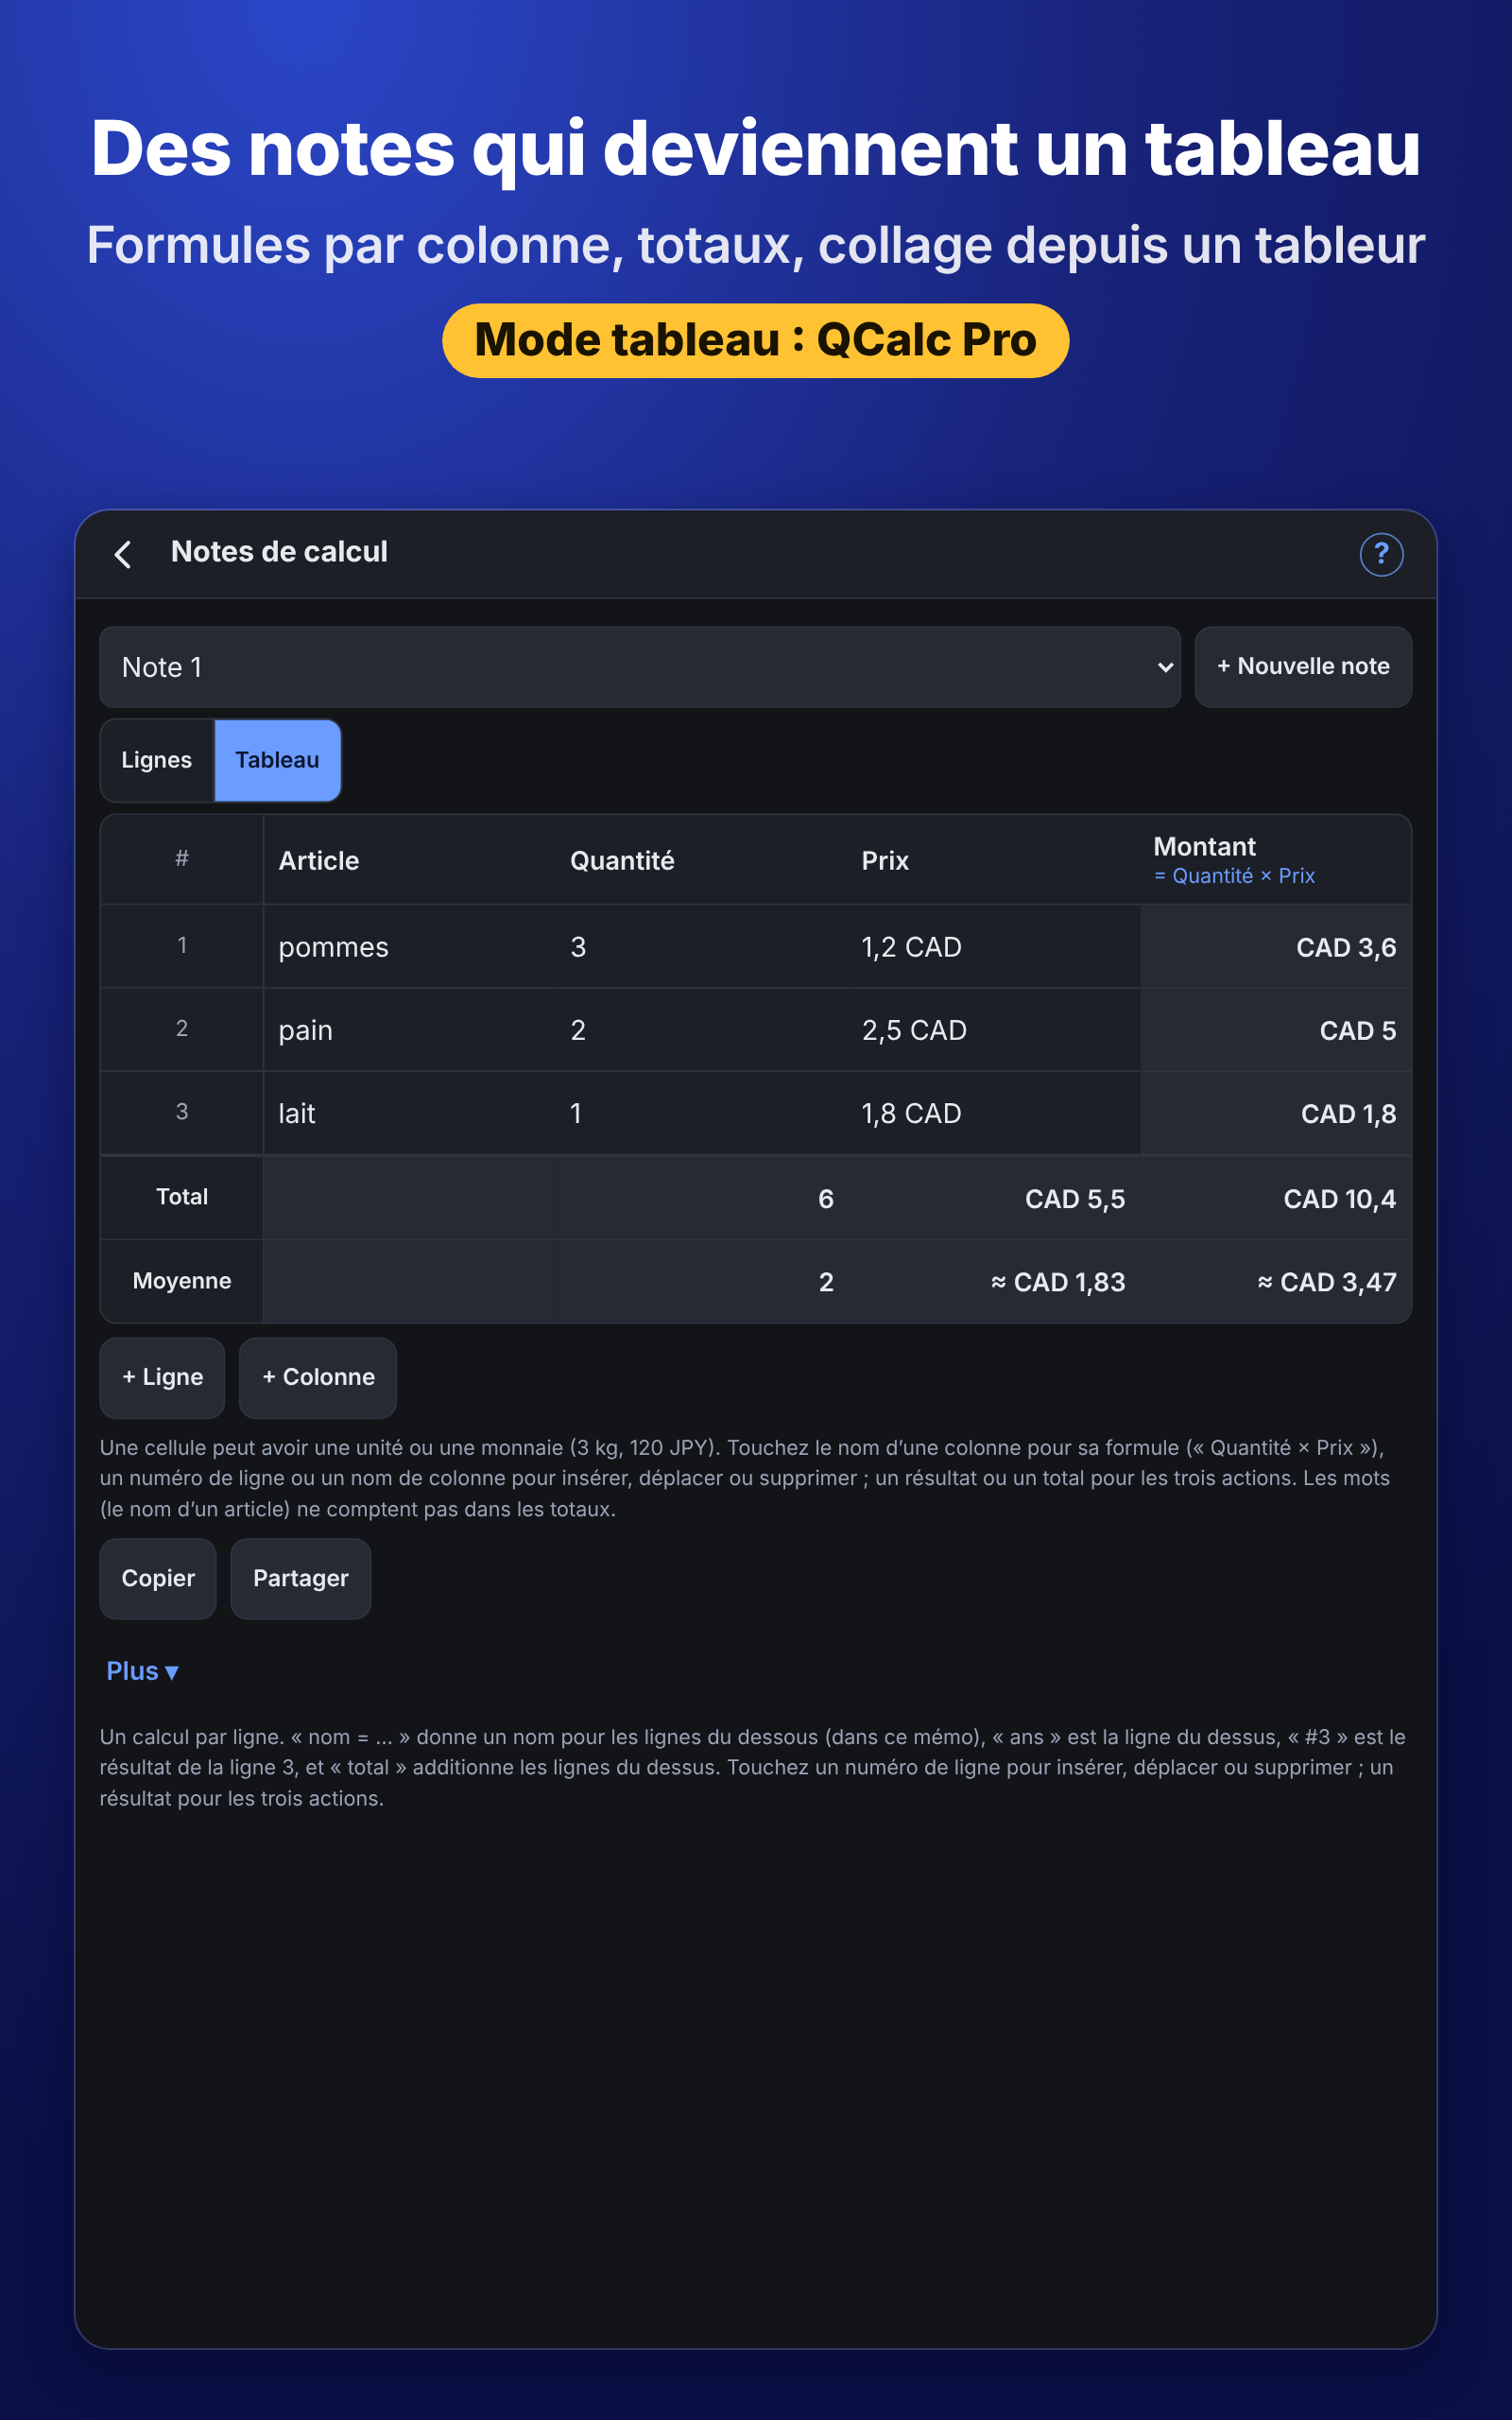 Des notes qui deviennent un tableau
Formules par colonne, totaux, collage depuis un tableur
Mode tableau : QCalc Pro
Notes de calcul
?
Note 1
+ Nouvelle note
Lignes Tableau
# Article Quantité Prix Montant
= Quantité × Prix
1 pommes 3 1,2 CAD CAD 3,6
2 pain 2 2,5 CAD CAD 5
3 lait 1 1,8 CAD CAD 1,8
Total 6 CAD 5,5 CAD 10,4
Moyenne 2 ≈ CAD 1,83 ≈ CAD 3,47
+ Ligne + Colonne
Une cellule peut avoir une unité ou une monnaie (3 kg, 120 JPY). Touchez le nom d’une colonne pour sa formule (« Quantité × Prix »),
un numéro de ligne ou un nom de colonne pour insérer, déplacer ou supprimer ; un résultat ou un total pour les trois actions. Les mots
(le nom d’un article) ne comptent pas dans les totaux.
Copier Partager
Plus ▾
Un calcul par ligne. « nom = … » donne un nom pour les lignes du dessous (dans ce mémo), « ans » est la ligne du dessus, « #3 » est le
résultat de la ligne 3, et « total » additionne les lignes du dessus. Touchez un numéro de ligne pour insérer, déplacer ou supprimer ; un
résultat pour les trois actions.